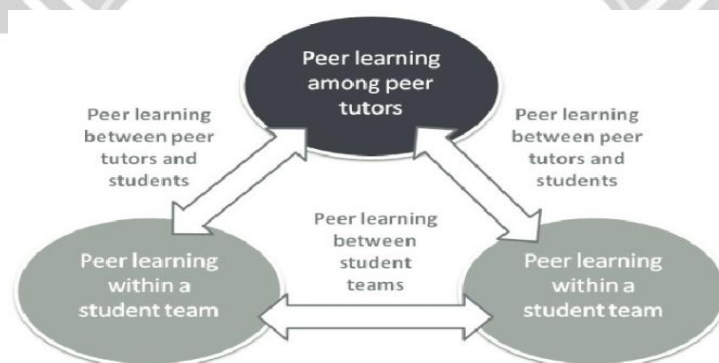 Peer learning
among peer
tutors
Peer learning
between peer
tutors and
students
Peer learning
between peer
tutors and
students
Peer learning
between
student
teams
Peer learning
within a
student team
Peer learning
within a
student team